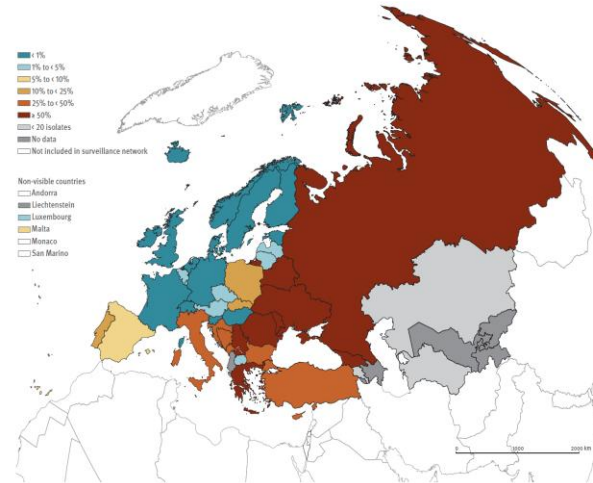 < 1%
1% to < 5%
5% to < 10%
10% to < 25%
25% to < 50%
≥ 50%
< 20 isolates
No data
Not included in surveillance network
Non-visible countries
Andorra
Liechtenstein
Luxembourg
Malta
Monaco
San Marino
0 1000 2000 km